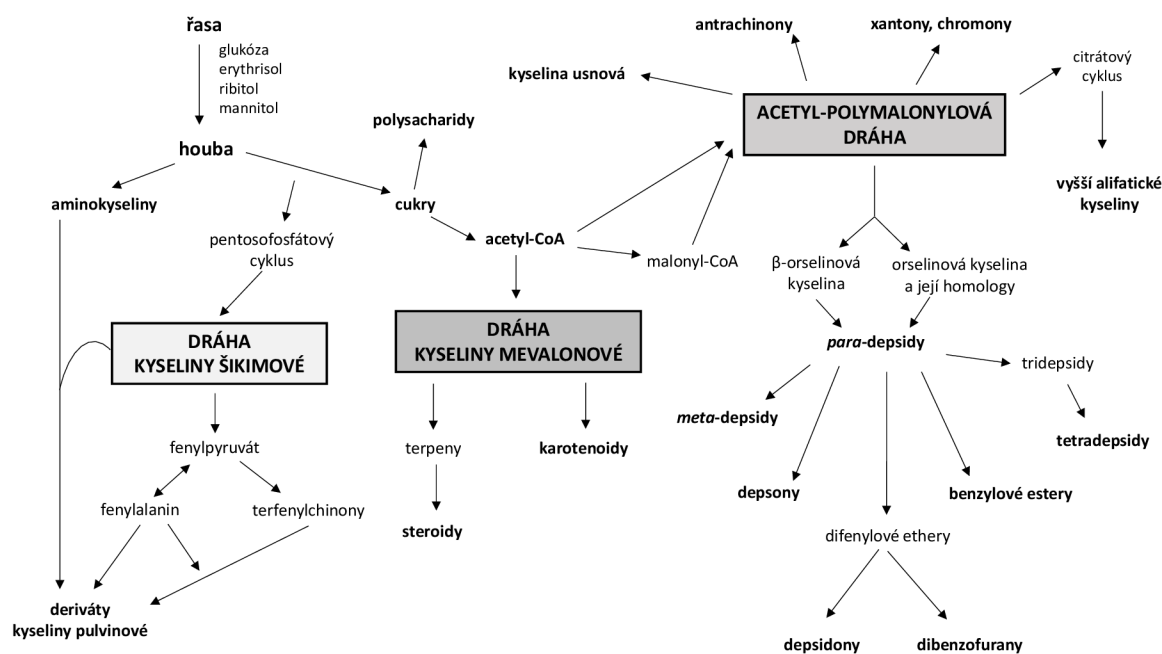 řasa
glukóza
erythrisol
ribitol
mannitol
houba
aminokyseliny
pentosofosfátový
cyklus
DRÁHA
KYSELINY ŠIKIMOVÉ
fenylpyruvát
fenylalanin
terfenylchinony
deriváty
kyseliny pulvinové
polysacharidy
cukry
acetyl-CoA
malonyl-CoA
DRÁHA
KYSELINY MEVALONOVÉ
terpeny
karotenoidy
steroidy
antrachinony
xantony, chromony
kyselina usnová
citrátový
cyklus
ACETYL-POLYMALONYLOVÁ
DRÁHA
vyšší alifatické
kyseliny
β-orselinová
kyselina
orselinová kyselina
a její homology
para-depsidy
tridepsidy
meta-depsidy
tetradepsidy
depsony
benzylové estery
difenylové ethery
depsidony
dibenzofurany